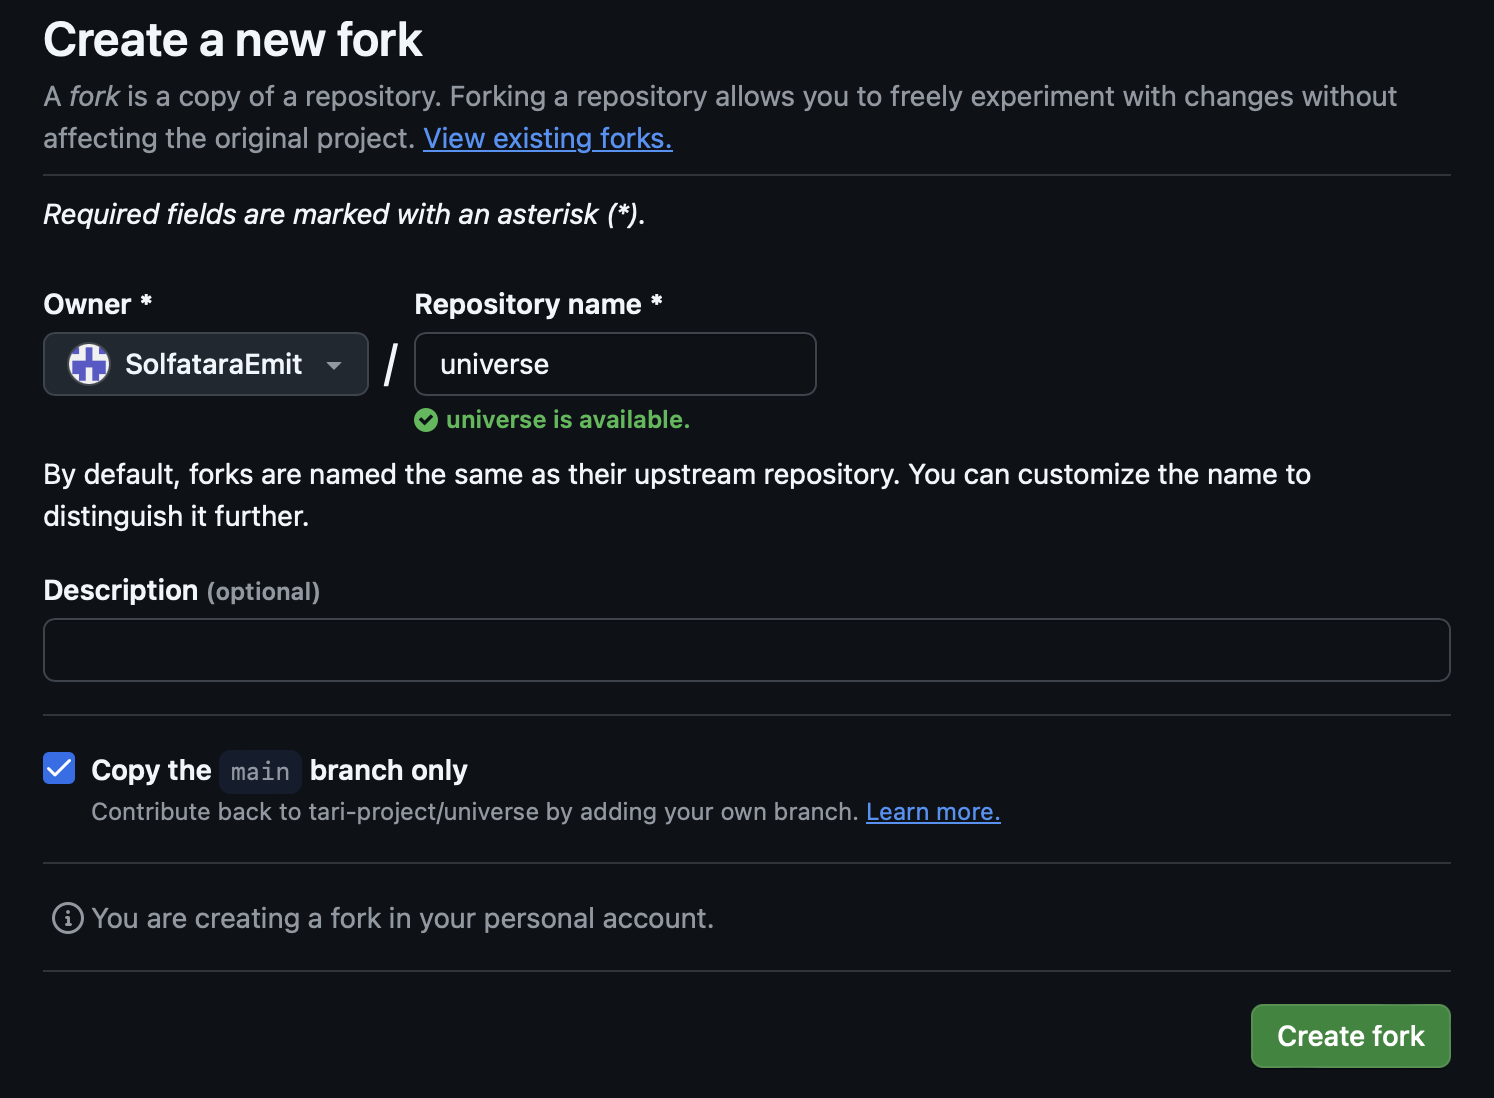 Create a new fork
A fork is a copy of a repository. Forking a repository allows you to freely experiment with changes without
affecting the original project. View existing forks.
Required fields are marked with an asterisk (*).
Owner *
Repository name *
SolfataraEmit / universe
universe is available.
By default, forks are named the same as their upstream repository. You can customize the name to
distinguish it further.
Description (optional)
Copy the main branch only
Contribute back to tari-project/universe by adding your own branch. Learn more.
You are creating a fork in your personal account.
Create fork